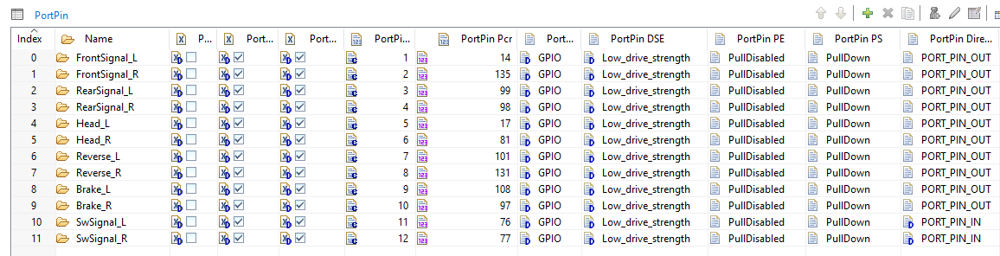 PortPin
Index Name P... Port... Port... PortPi... PortPin Pcr Port... PortPin DSE PortPin PE PortPin PS PortPin Dire...
0 FrontSignal_L 1 14 GPIO Low_drive_strength PullDisabled PullDown PORT_PIN_OUT
1 FrontSignal_R 2 135 GPIO Low_drive_strength PullDisabled PullDown PORT_PIN_OUT
2 RearSignal_L 3 99 GPIO Low_drive_strength PullDisabled PullDown PORT_PIN_OUT
3 RearSignal_R 4 98 GPIO Low_drive_strength PullDisabled PullDown PORT_PIN_OUT
4 Head_L 5 17 GPIO Low_drive_strength PullDisabled PullDown PORT_PIN_OUT
5 Head_R 6 81 GPIO Low_drive_strength PullDisabled PullDown PORT_PIN_OUT
6 Reverse_L 7 101 GPIO Low_drive_strength PullDisabled PullDown PORT_PIN_OUT
7 Reverse_R 8 131 GPIO Low_drive_strength PullDisabled PullDown PORT_PIN_OUT
8 Brake_L 9 108 GPIO Low_drive_strength PullDisabled PullDown PORT_PIN_OUT
9 Brake_R 10 97 GPIO Low_drive_strength PullDisabled PullDown PORT_PIN_OUT
10 SwSignal_L 11 76 GPIO Low_drive_strength PullDisabled PullDown PORT_PIN_IN
11 SwSignal_R 12 77 GPIO Low_drive_strength PullDisabled PullDown PORT_PIN_IN